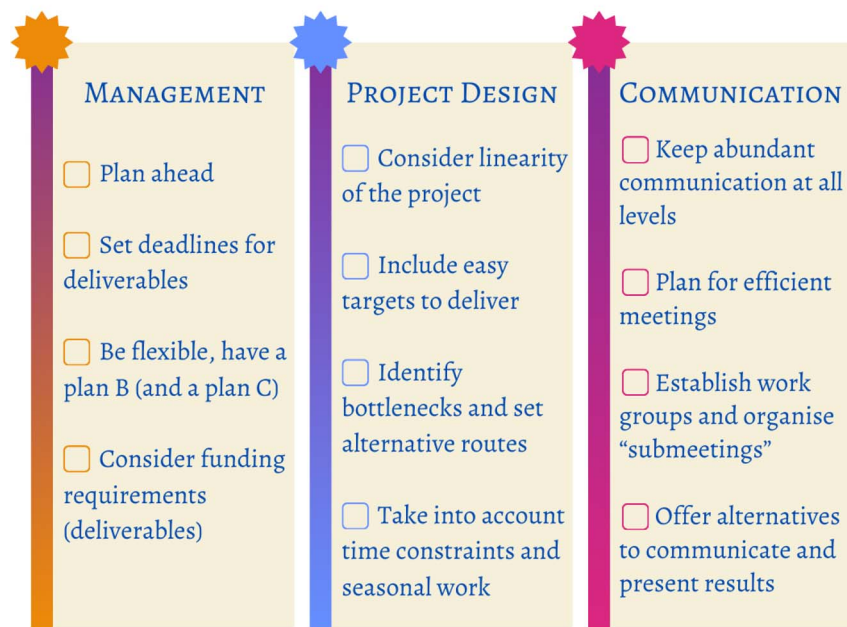 MANAGEMENT
Plan ahead
Set deadlines for
deliverables
Be flexible, have a
plan B (and a plan C)
Consider funding
requirements
(deliverables)
PROJECT DESIGN
Consider linearity
of the project
Include easy
targets to deliver
Identify
bottlenecks and set
alternative routes
Take into account
time constraints and
seasonal work
COMMUNICATION
Keep abundant
communication at all
levels
Plan for efficient
meetings
Establish work
groups and organise
“submeetings”
Offer alternatives
to communicate and
present results